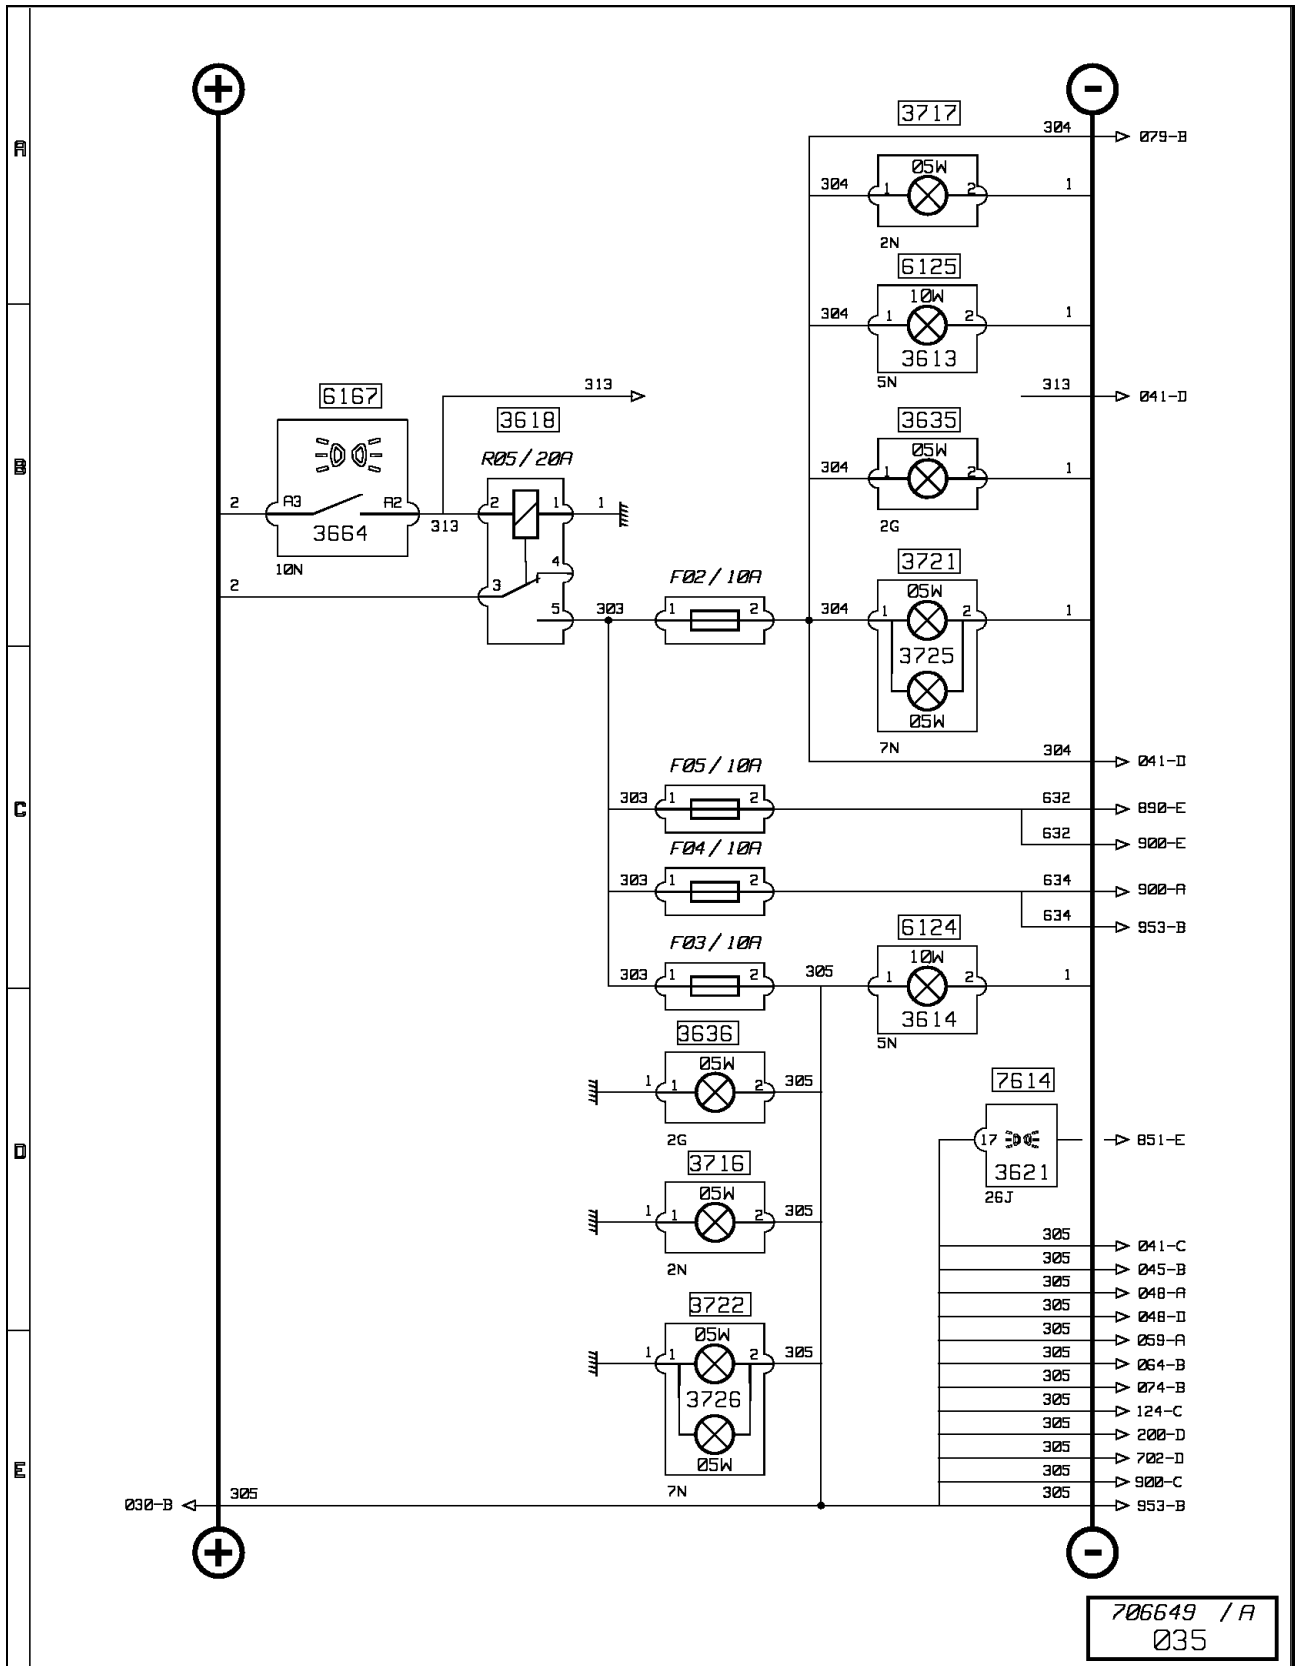 +
-
3717
304
079-B
A
05W
304
1
2
1
2N
6125
10W
304
1
2
1
3613
5N
6167
313
313
041-D
3618
3635
R05/20A
05W
B
304
1
2
1
2
A3
A2
313
2
1
1
3664
2G
10N
3721
4
F02/10A
05W
2
3
5
303
1
2
304
1
2
1
3725
05W
7N
304
041-D
F05/10A
C
303
1
2
632
890-E
632
900-E
F04/10A
303
1
2
634
900-A
634
953-B
6124
F03/10A
10W
303
1
2
305
1
2
1
3614
5N
3636
05W
1
1
2
305
7614
2G
D
17
851-E
3716
3621
05W
26J
1
1
2
305
305
041-C
305
045-B
2N
305
048-A
3722
305
048-D
05W
305
059-A
1
1
2
305
305
064-B
305
074-B
3726
305
124-C
305
200-D
05W
E
305
702-D
7N
305
900-C
030-B
305
305
953-B
+
-
706649 /A
035